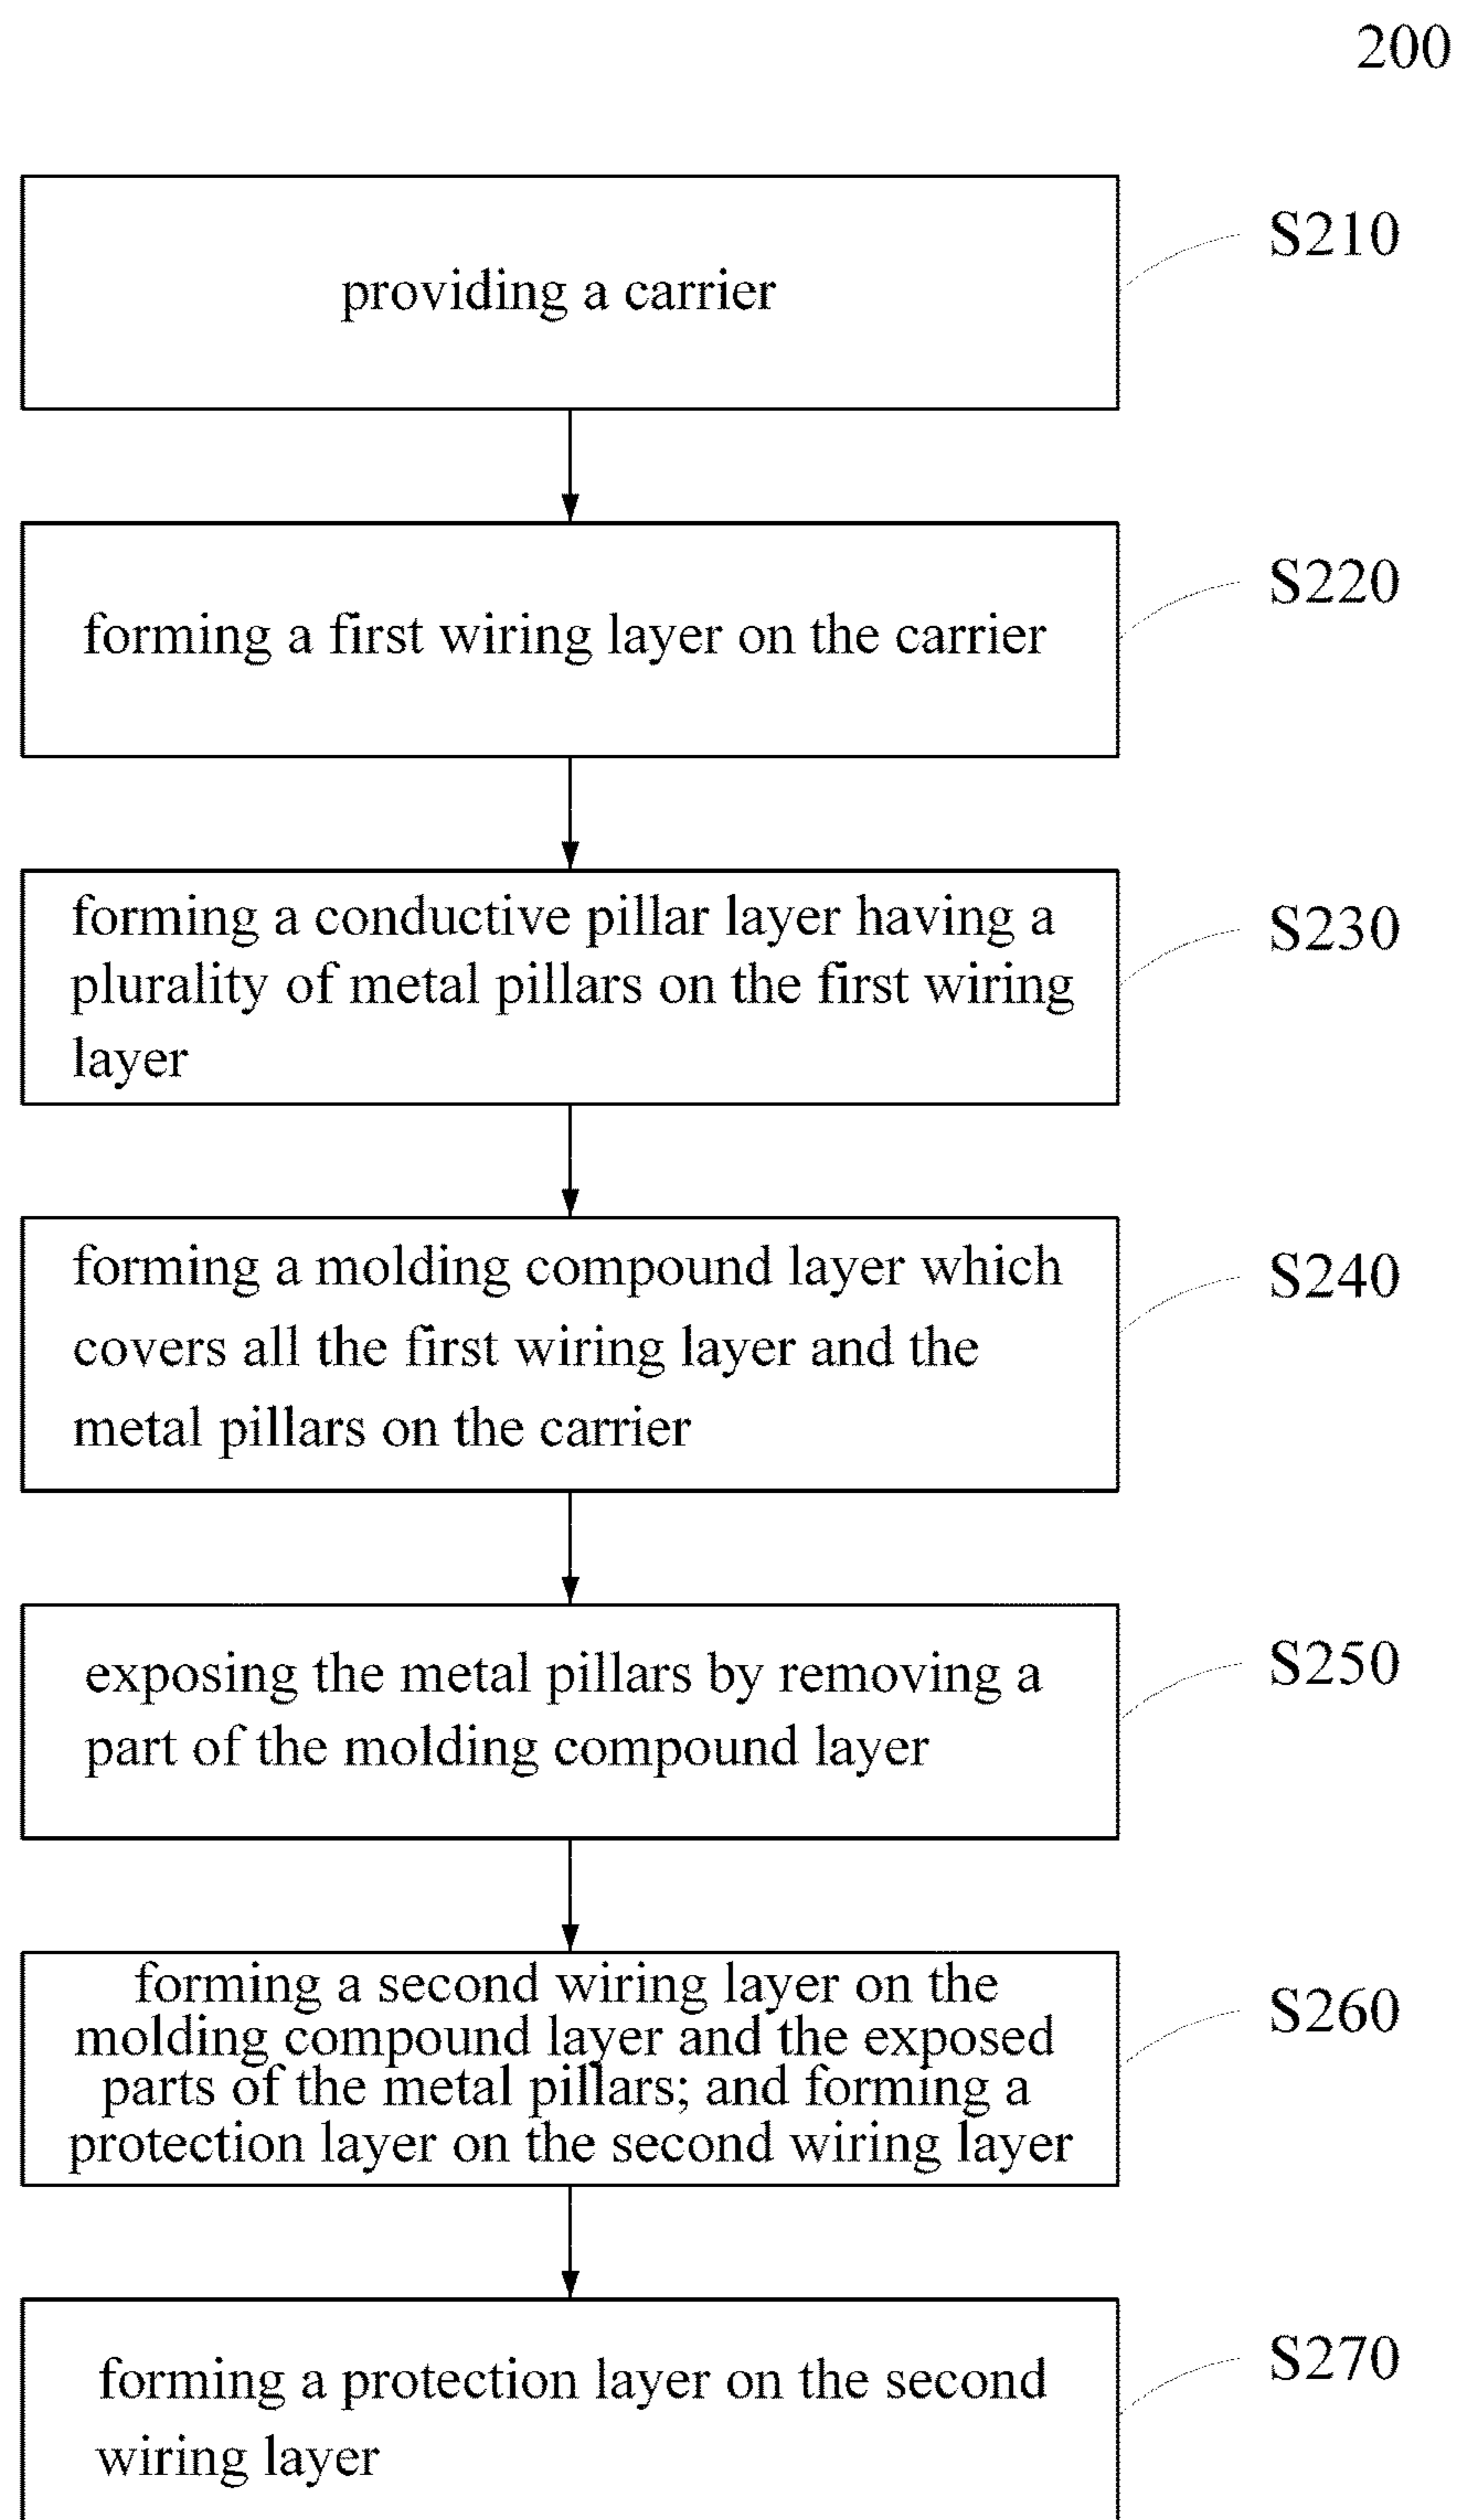 200
providing a carrier
S210
forming a first wiring layer on the carrier
S220
forming a conductive pillar layer having a
plurality of metal pillars on the first wiring
layer
S230
forming a molding compound layer which
covers all the first wiring layer and the
metal pillars on the carrier
S240
exposing the metal pillars by removing a
part of the molding compound layer
S250
forming a second wiring layer on the
molding compound layer and the exposed
parts of the metal pillars; and forming a
protection layer on the second wiring layer
S260
forming a protection layer on the second
wiring layer
S270